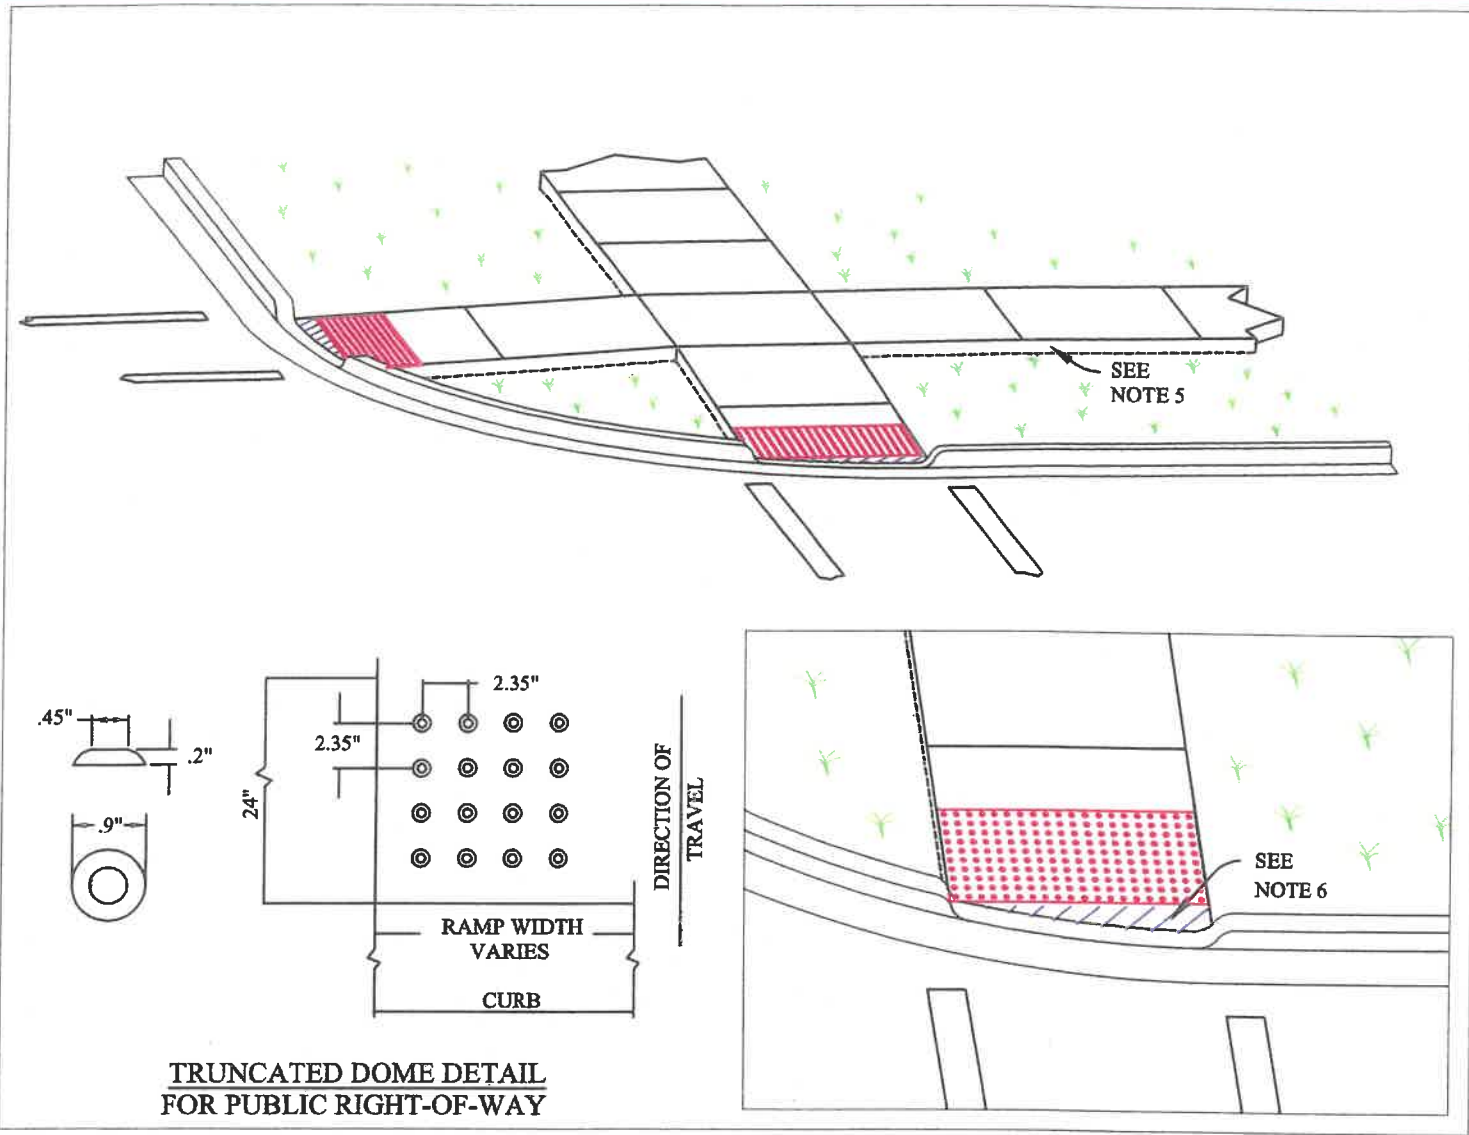 SEE
NOTE 5
2.35"
.45"
2.35"
.2"
24"
.9"
DIRECTION OF
TRAVEL
SEE
NOTE 6
RAMP WIDTH
VARIES
CURB
TRUNCATED DOME DETAIL
FOR PUBLIC RIGHT-OF-WAY